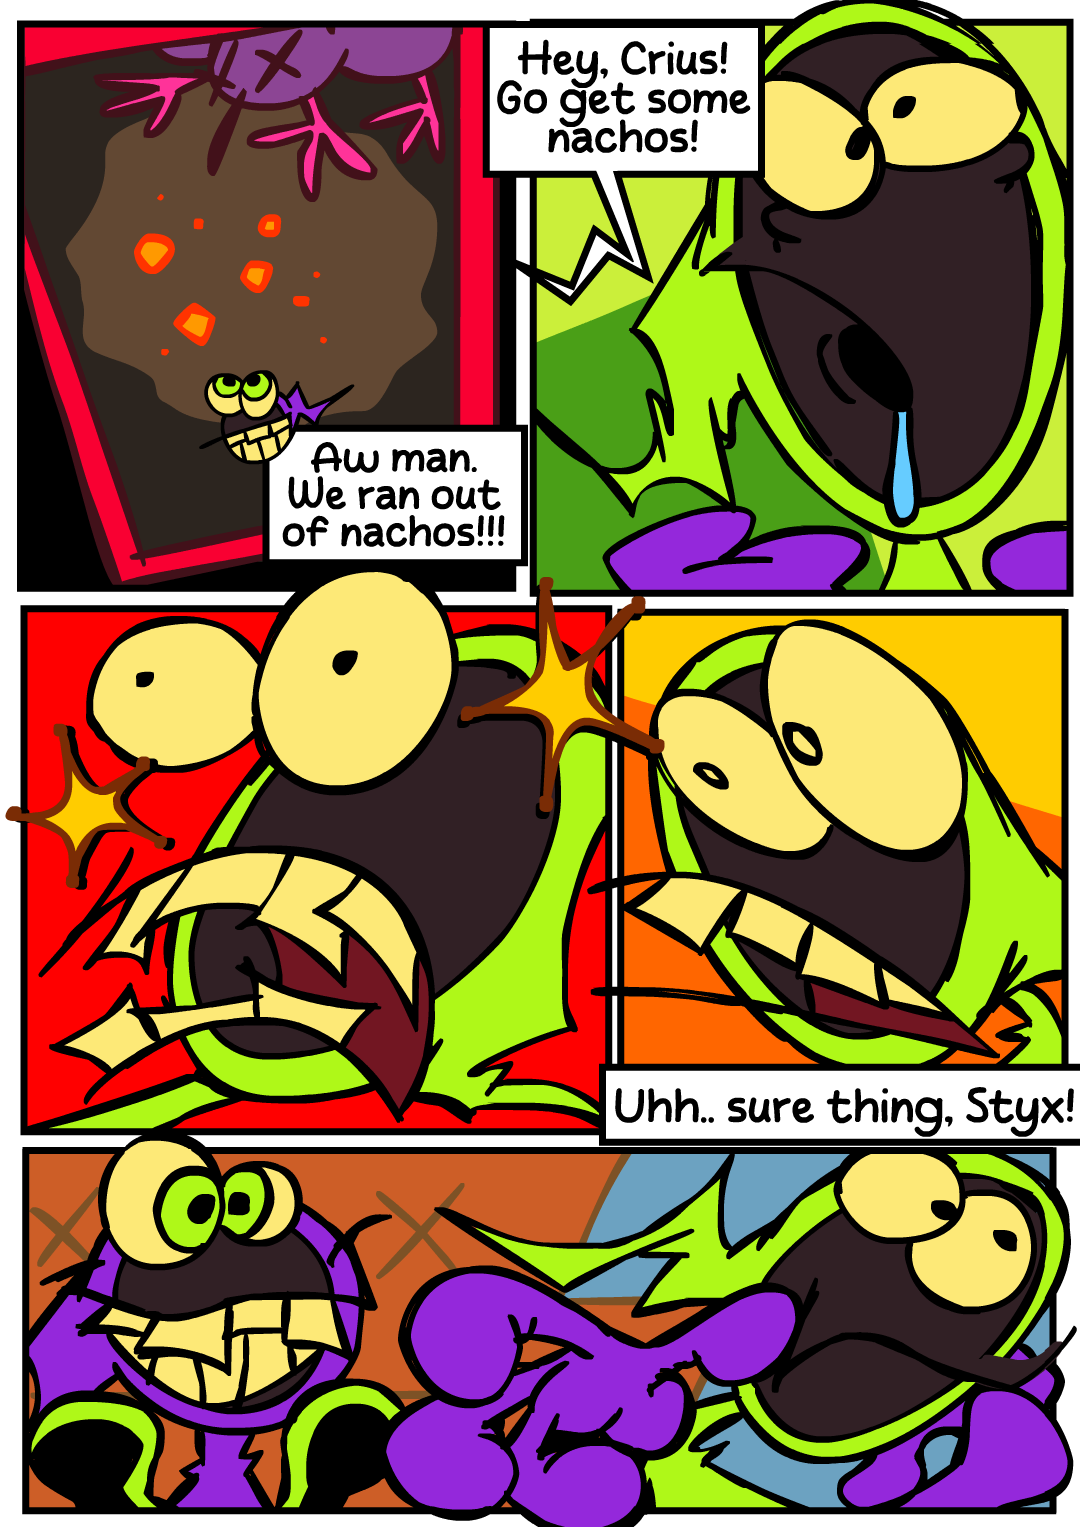 Aw man.
We ran out
of nachos!!!
Hey, Crius!
Go get some
nachos!
Uhh.. sure thing, Styx!